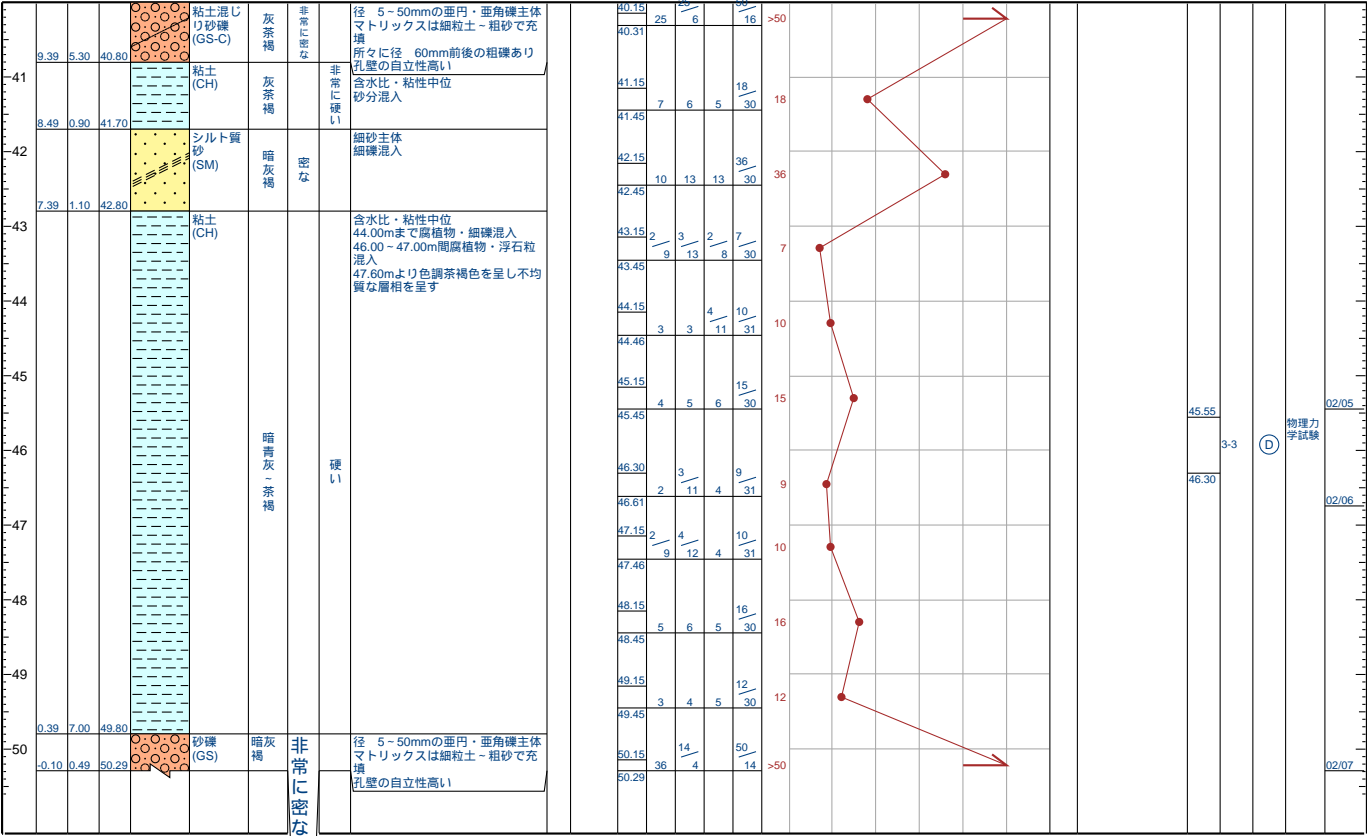 粘土混じ
り砂礫
(GS-C)
灰茶褐
非常に密な
径 5~50mmの亜円・亜角礫主体
マトリックスは細粒土~粗砂で充
填
所々に径 60mm前後の粗礫あり
孔壁の自立性高い
9.39 5.30 40.80
40.15
25 6 16
40.31
>50
41
粘土
(CH)
灰茶褐
非常に硬い
含水比・粘性中位
砂分混入
8.49 0.90 41.70
41.15
7 6 5 18/30
41.45
18
42
シルト質
砂
(SM)
暗灰褐
密な
細砂主体
細礫混入
7.39 1.10 42.80
42.15
10 13 13 36/30
42.45
36
43
粘土
(CH)
暗青灰~茶褐
硬い
含水比・粘性中位
44.00mまで腐植物・細礫混入
46.00~47.00m間腐植物・浮石粒
混入
47.60mより色調茶褐色を呈し不均
質な層相を呈す
43.15
2/9 3/13 2/8 7/30
43.45
7
44
44.15
3 3 4/11 10/31
44.46
10
45
45.15
4 5 6 15/30
45.45
15
02/05
45.55
3-3
D
物理力
学試験
46.30
46
46.30
2 3/11 4 9/31
46.61
9
02/06
47
47.15
2/9 4/12 4 10/31
47.46
10
48
48.15
5 6 5 16/30
48.45
16
49
49.15
3 4 5 12/30
49.45
12
0.39 7.00 49.80
50
砂礫
(GS)
暗灰
褐
非常に密な
径 5~50mmの亜円・亜角礫主体
マトリックスは細粒土~粗砂で充
填
孔壁の自立性高い
-0.10 0.49 50.29
50.15
36 14/4 50/14
50.29
>50
02/07